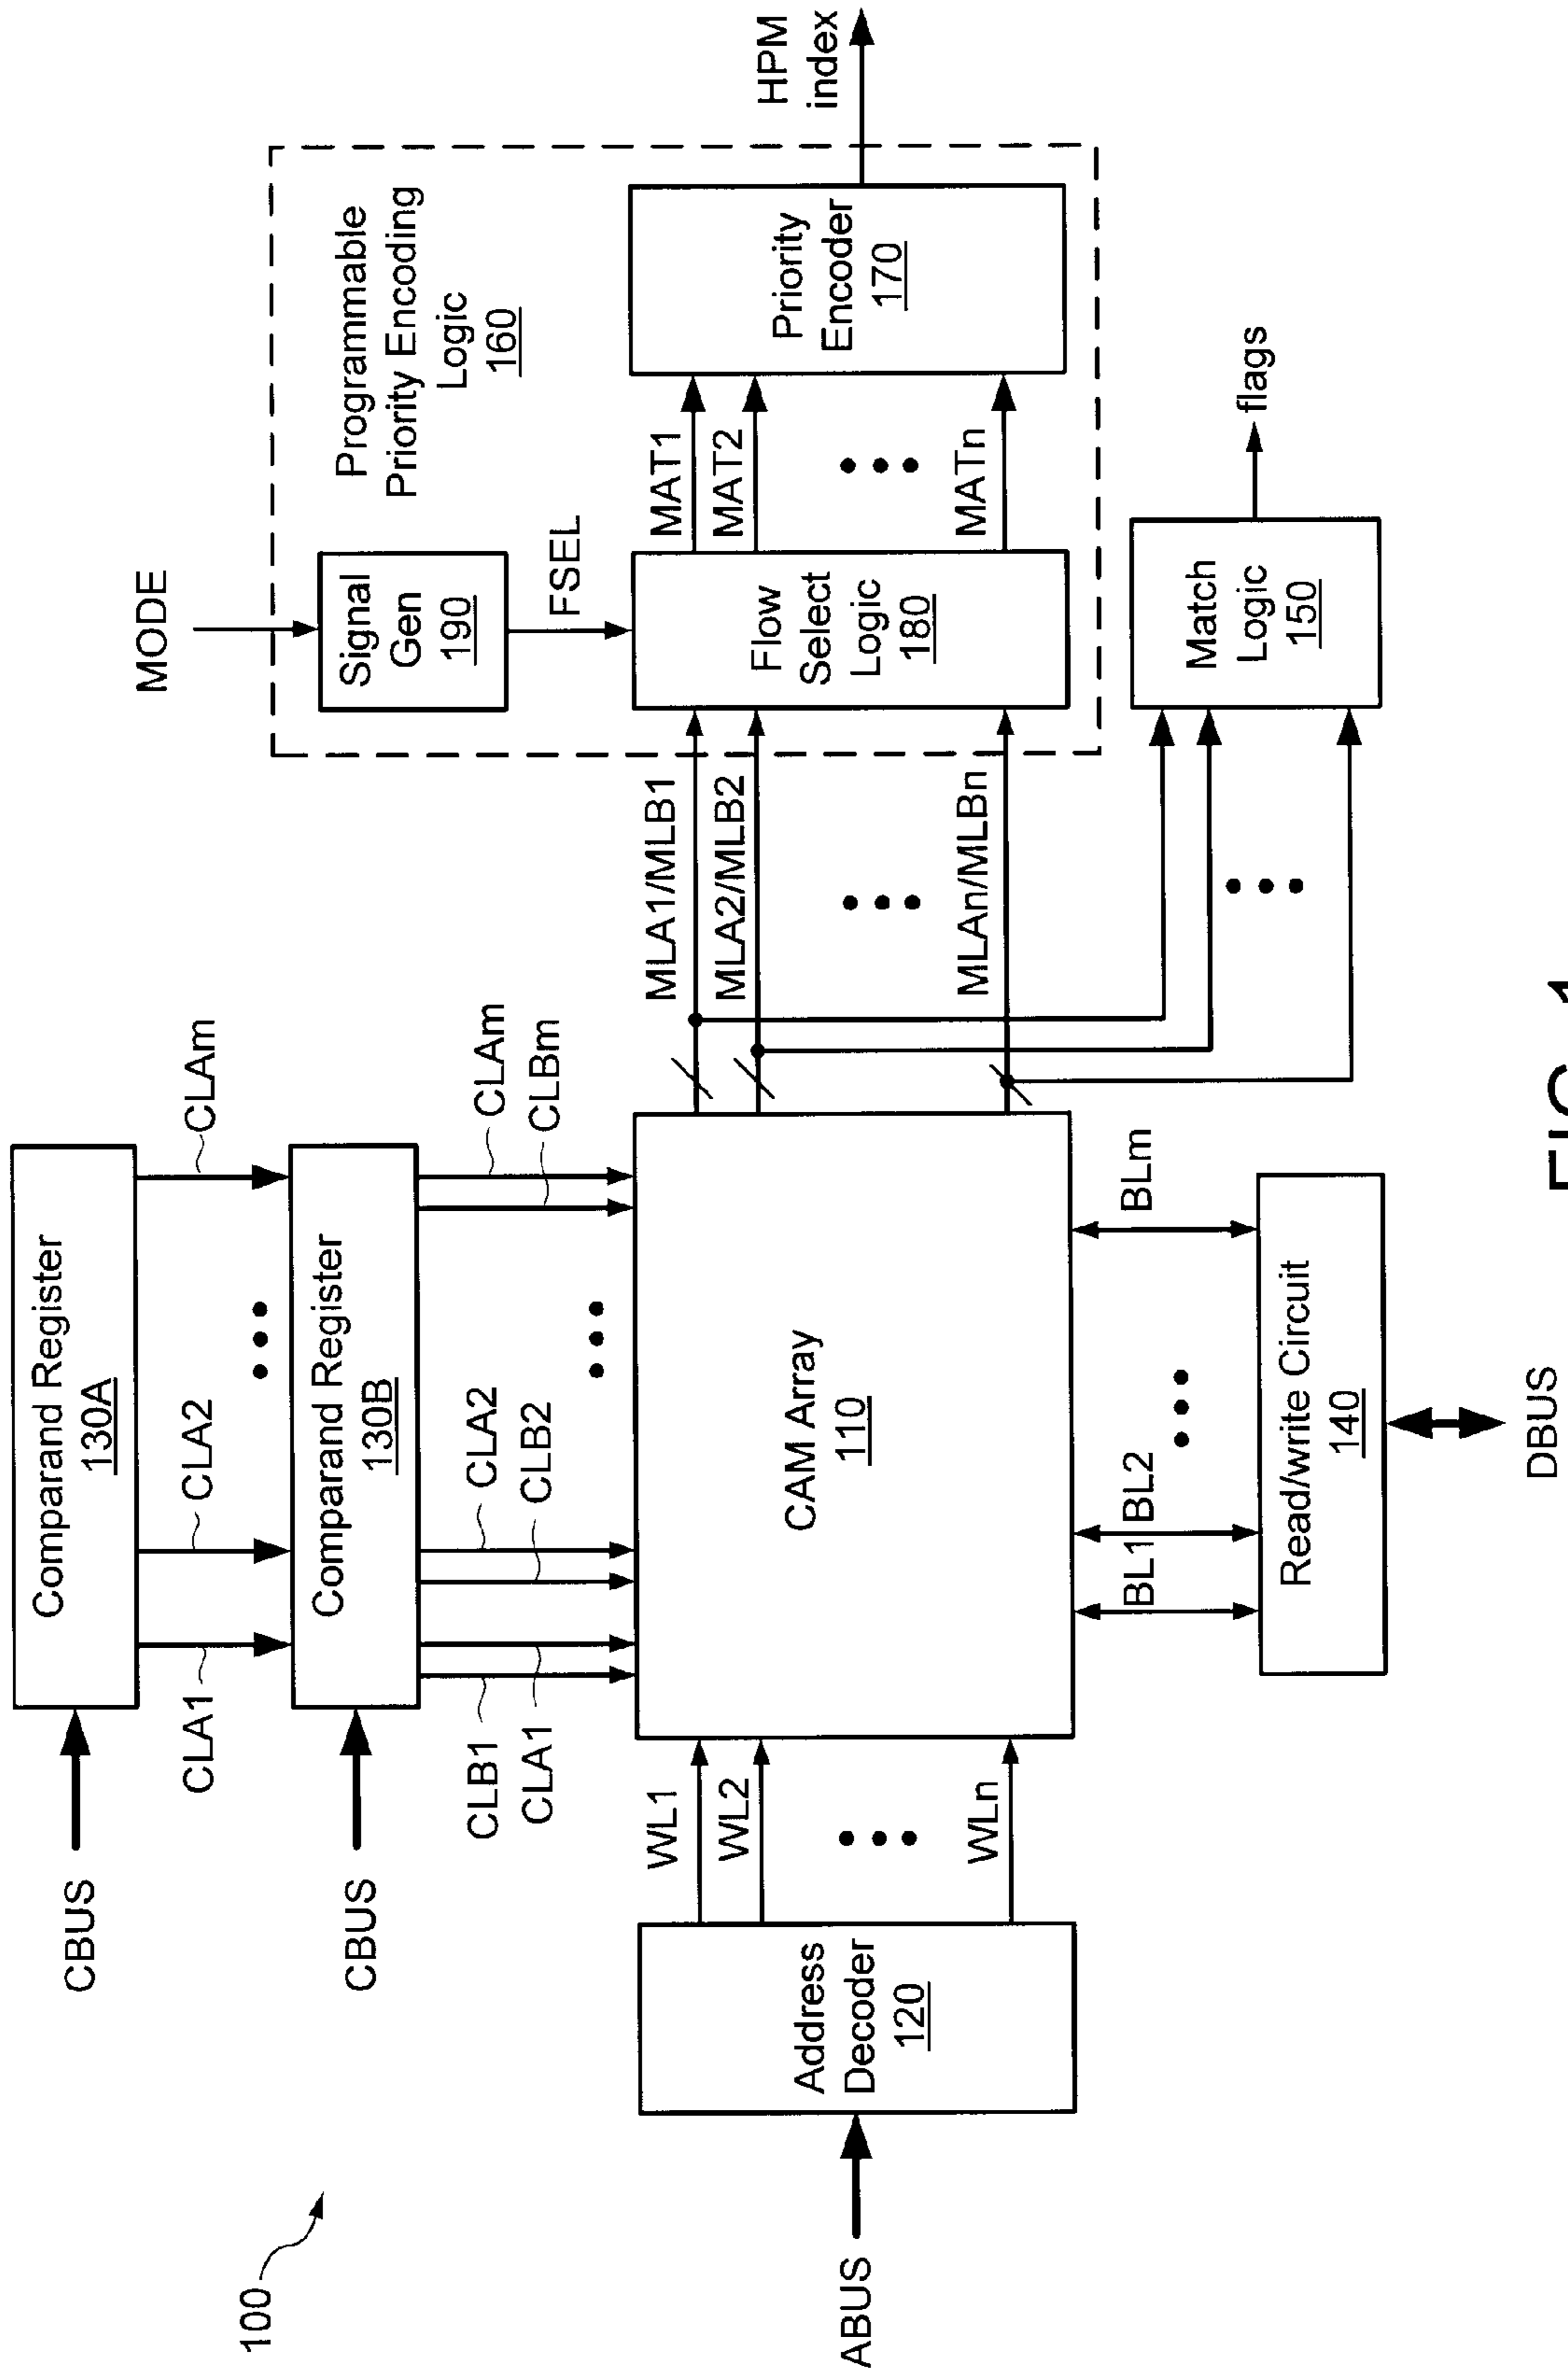 100
CBUS
Comparand Register
130A
CLA1
CLA2
CLAm
CBUS
Comparand Register
130B
CLB1
CLA1
CLA2
CLB2
CLAm
CLBm
MODE
Signal
Gen
190
FSEL
Programmable
Priority Encoding
Logic
160
ABUS
Address
Decoder
120
WL1
WL2
WLn
CAM Array
110
MLA1/MLB1
MLA2/MLB2
MLAn/MLBn
Flow
Select
Logic
180
MAT1
MAT2
MATn
Priority
Encoder
170
HPM
index
BL1
BL2
BLm
Match
Logic
150
flags
Read/write Circuit
140
DBUS